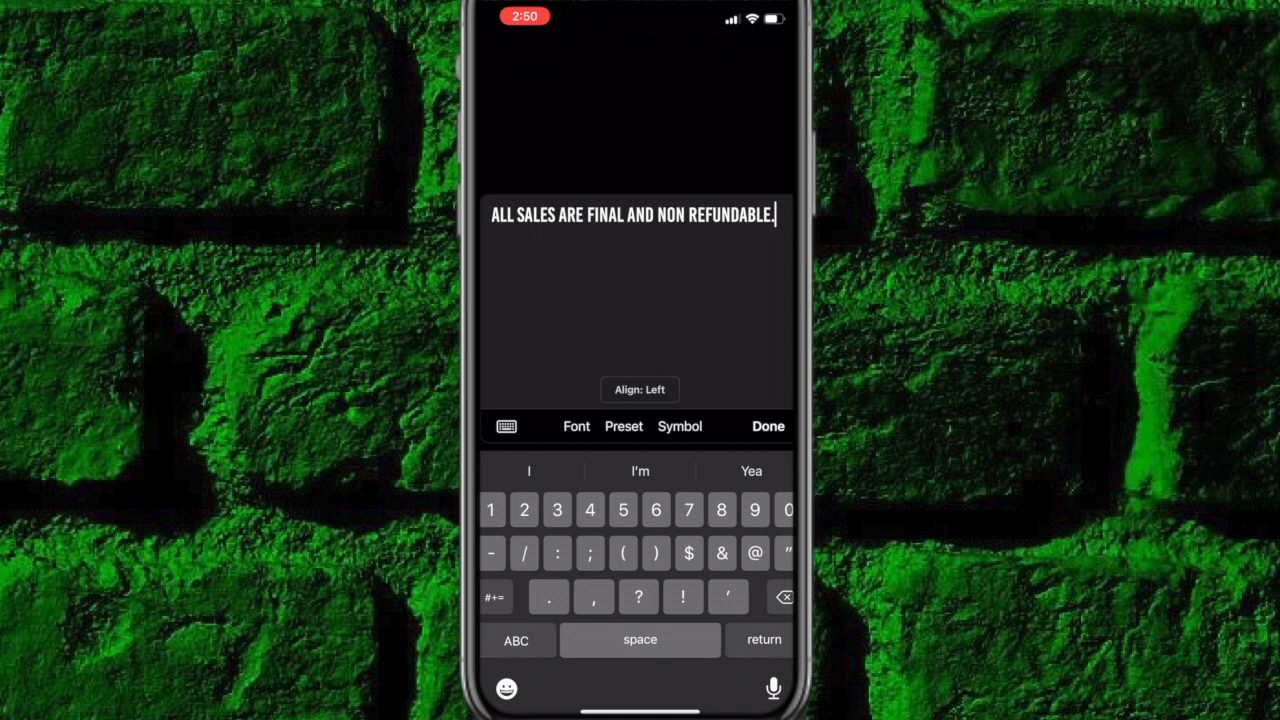 2:50
ALL SALES ARE FINAL AND NON REFUNDABLE.
Align: Left
Font Preset Symbol Done
I I'm Yea
1 2 3 4 5 6 7 8 9 0
- / : ; ( ) $ & @ "
#+= . , ? ! '
ABC space return